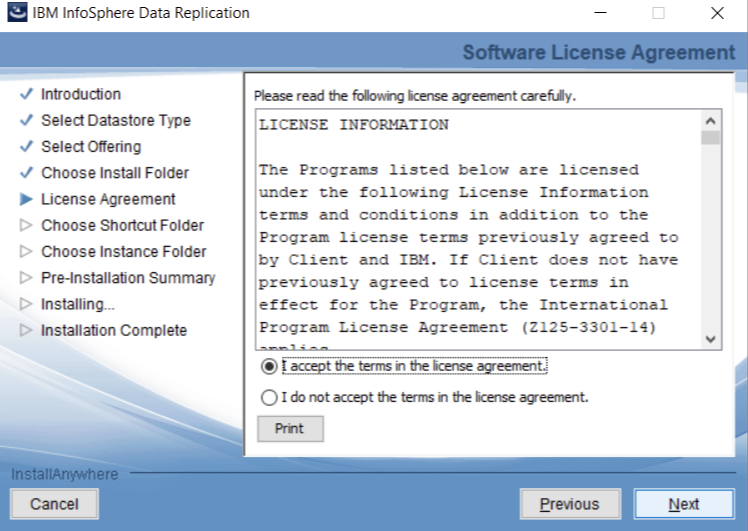 IBM InfoSphere Data Replication
Software License Agreement
Introduction
Select Datastore Type
Select Offering
Choose Install Folder
License Agreement
Choose Shortcut Folder
Choose Instance Folder
Pre-Installation Summary
Installing...
Installation Complete
Please read the following license agreement carefully.
LICENSE INFORMATION
The Programs listed below are licensed
under the following License Information
terms and conditions in addition to the
Program license terms previously agreed to
by Client and IBM. If Client does not have
previously agreed to license terms in
effect for the Program, the International
Program License Agreement (Z125-3301-14)
applies
I accept the terms in the license agreement.
I do not accept the terms in the license agreement.
Print
InstallAnywhere
Cancel
Previous
Next